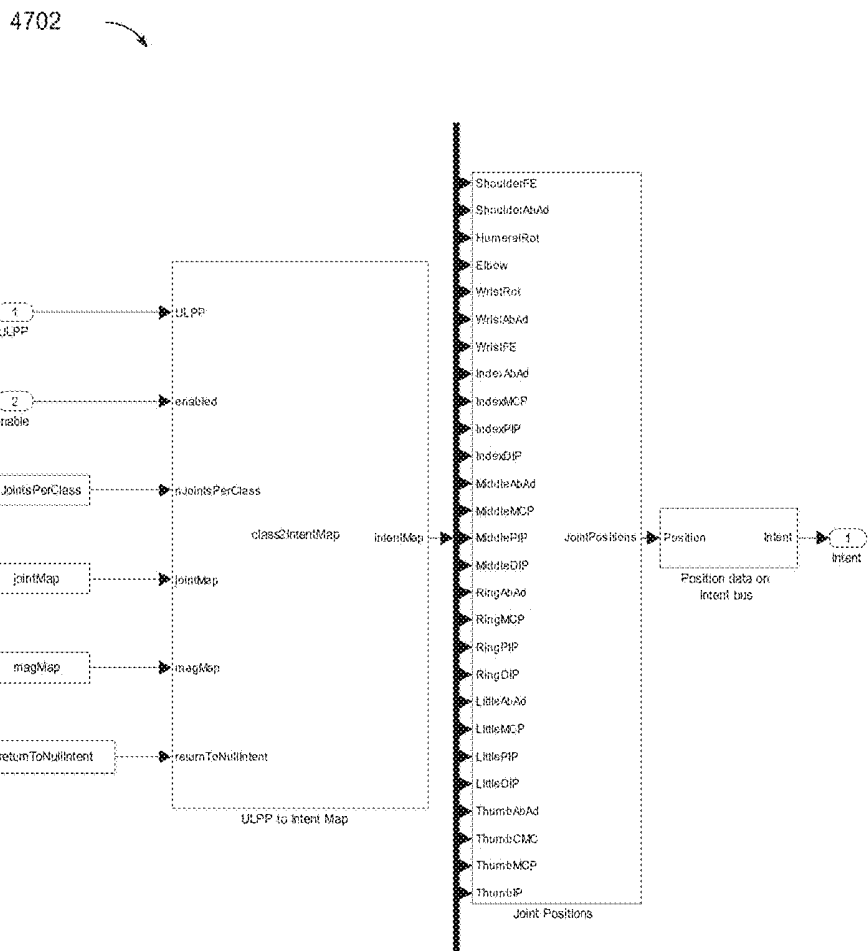 4702
1
ULPP
2
nable
JointsPerClass
jointMap
magMap
returnToNullIntent
ULPP
enabled
nJointsPerClass
jointMap
magMap
returnToNullIntent
class2IntentMap
intentMap
ULPP to Intent Map
ShoulderFE
ShoulderAbAd
HumeralRot
Elbow
WristRot
WristAbAd
WristFE
IndexAbAd
IndexMCP
IndexPIP
IndexDIP
MiddleAbAd
MiddleMCP
MiddlePIP
MiddleDIP
RingAbAd
RingMCP
RingPIP
RingDIP
LittleAbAd
LittleMCP
LittlePIP
LittleDIP
ThumbAbAd
ThumbCMC
ThumbMCP
ThumbIP
JointPositions
Joint Positions
Position
Intent
Position data on
Intent bus
1
Intent